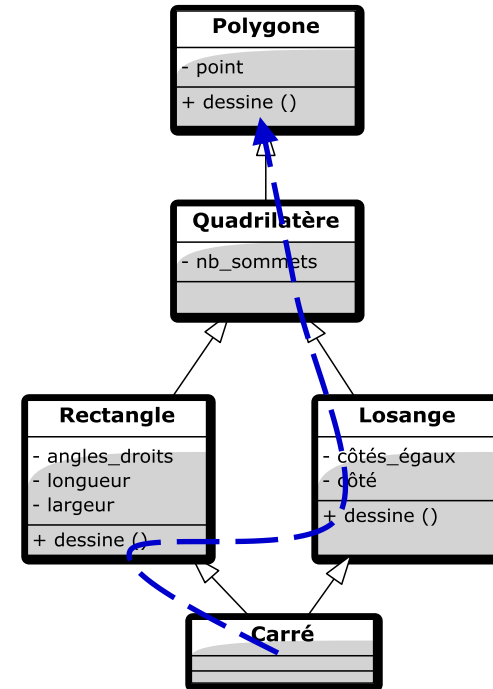 Polygone
- point
+ dessine ()
Quadrilatère
- nb_sommets
Rectangle
- angles_droits
- longueur
- largeur
+ dessine ()
Losange
- côtés_égaux
- côté
+ dessine ()
Carré